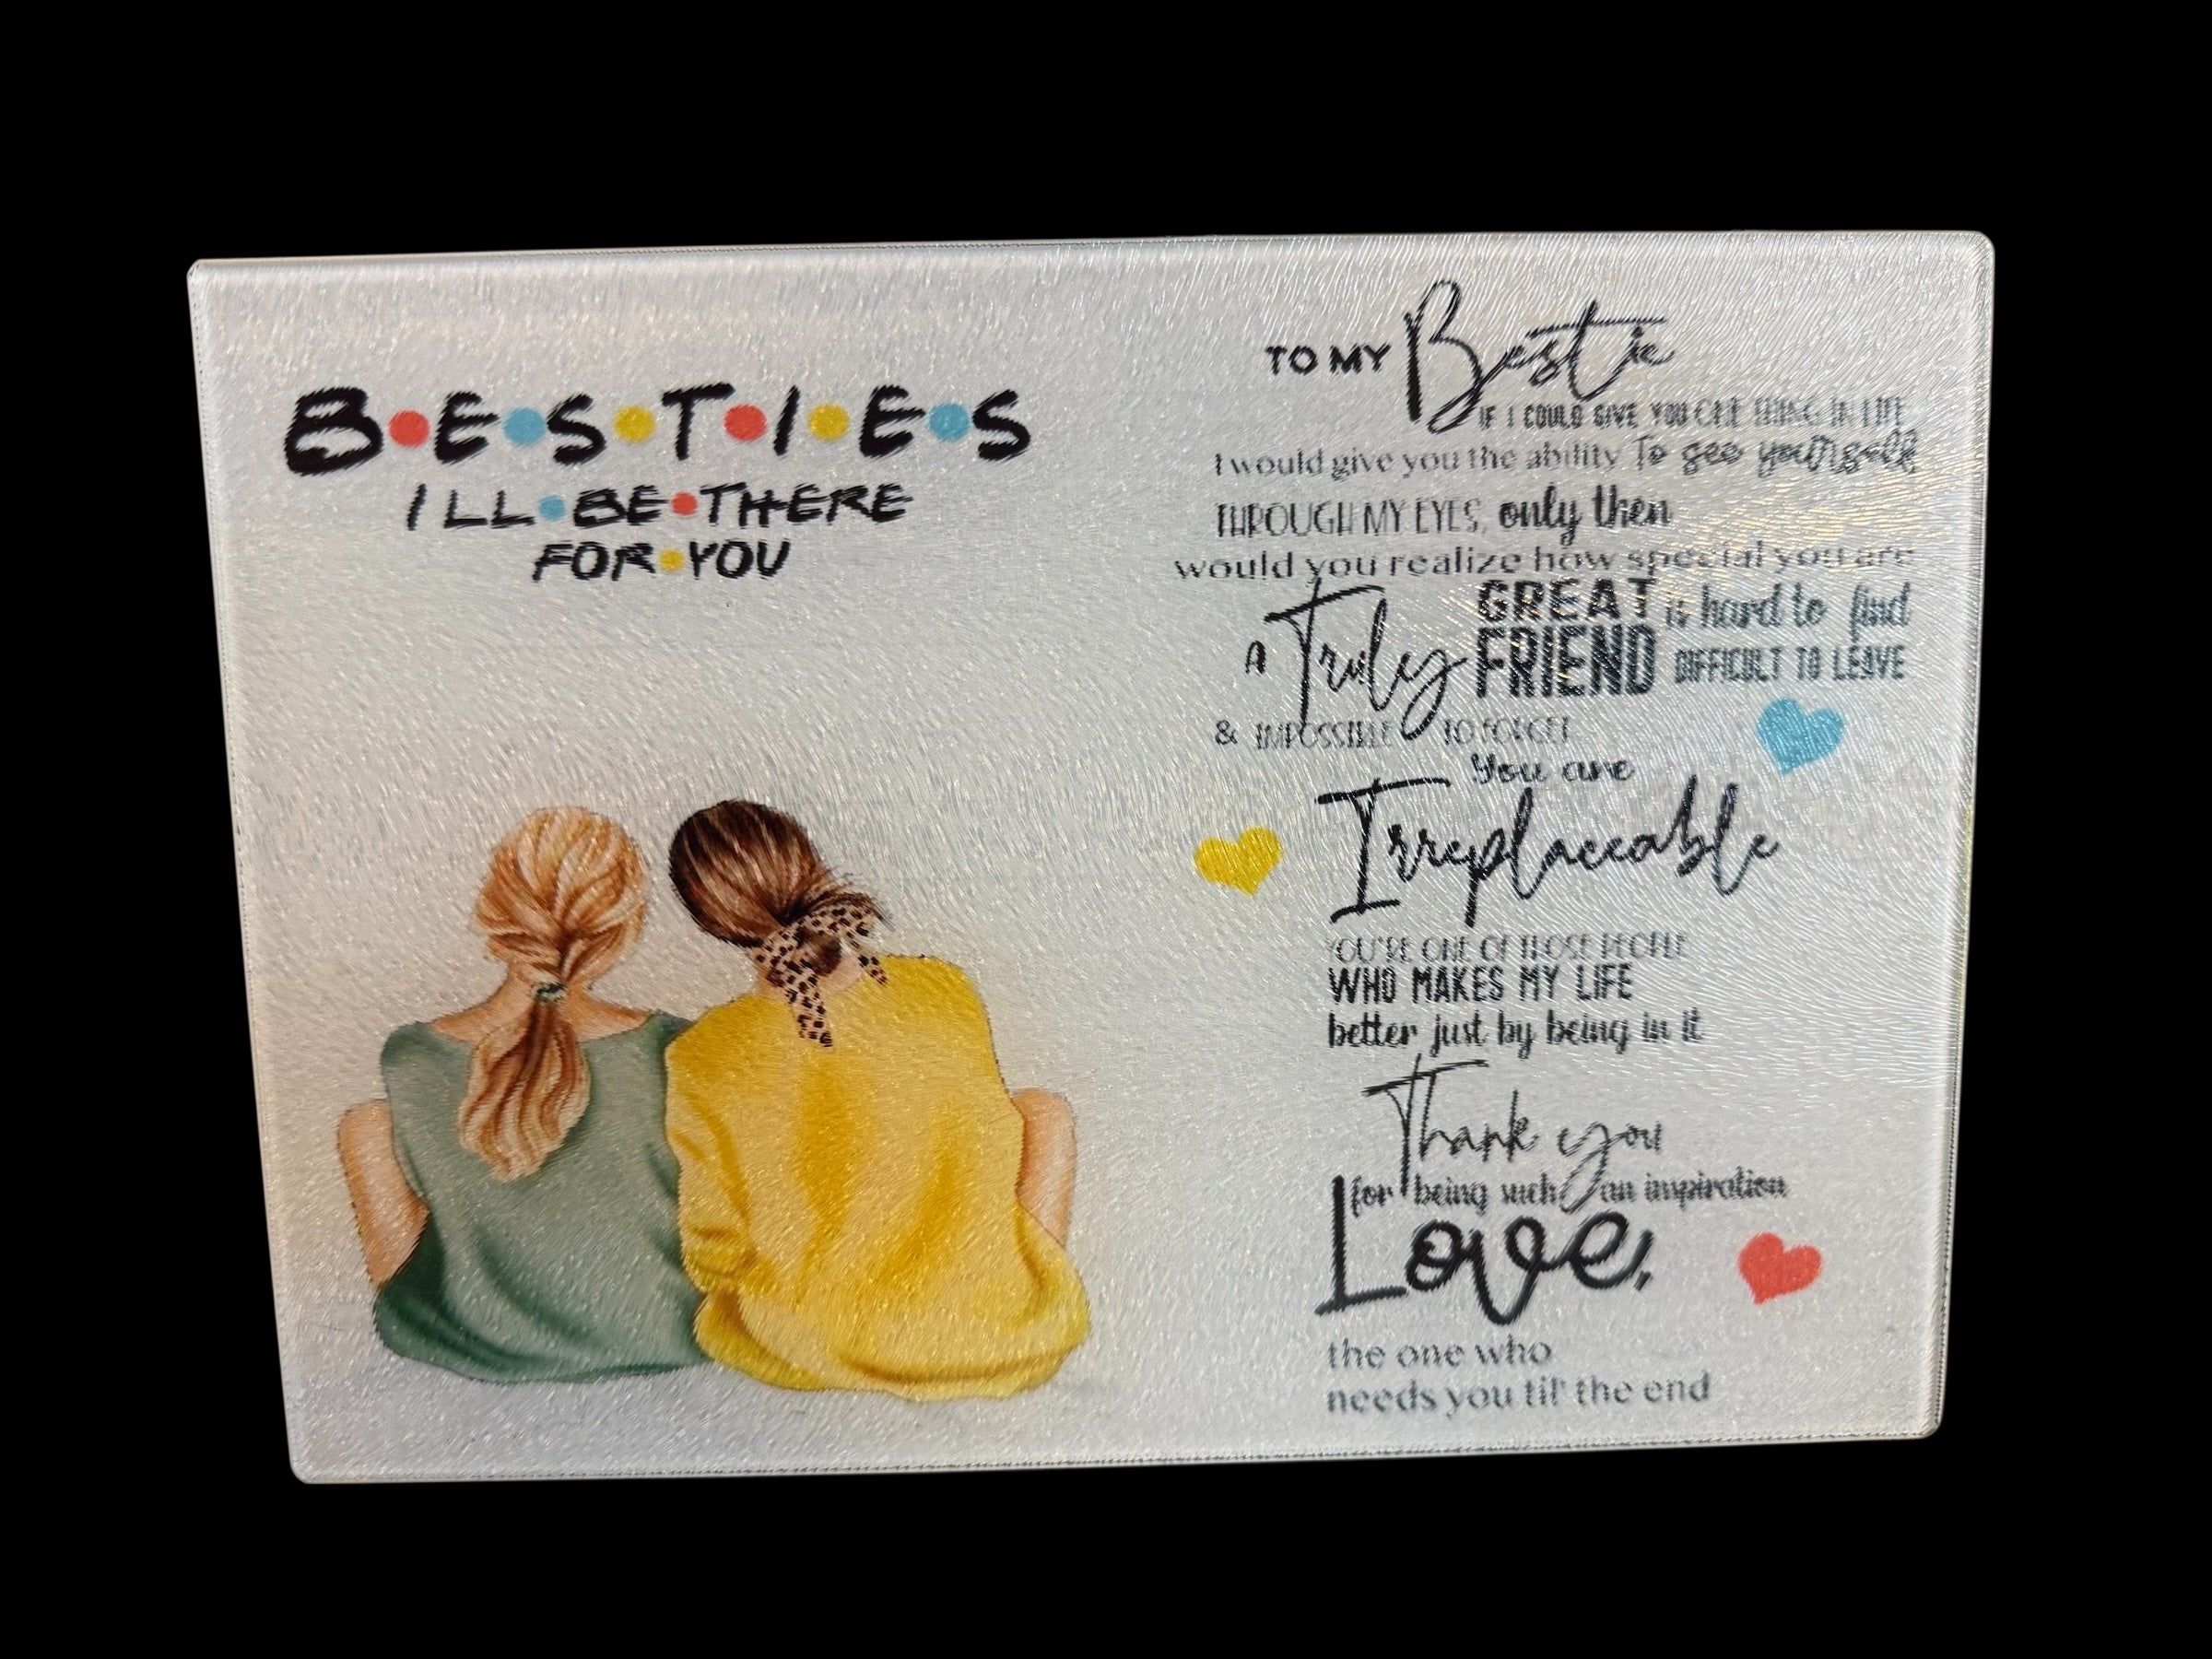 B•E•S•T•I•E•S
I LL•BE•THERE
FOR•YOU
TO MY Bestie
IF I COULD GIVE YOU ONE THING IN LIFE
I would give you the ability To see yourself
THROUGH MY EYES, only then
would you realize how special you are
A Truly GREAT FRIEND is hard to find
DIFFICULT TO LEAVE
& IMPOSSIBLE TO FORGET
You are
Irreplaceable
YOU'RE ONE OF THOSE PEOPLE
WHO MAKES MY LIFE
better just by being in it
Thank you
for being such an inspiration
Love,
the one who
needs you til' the end